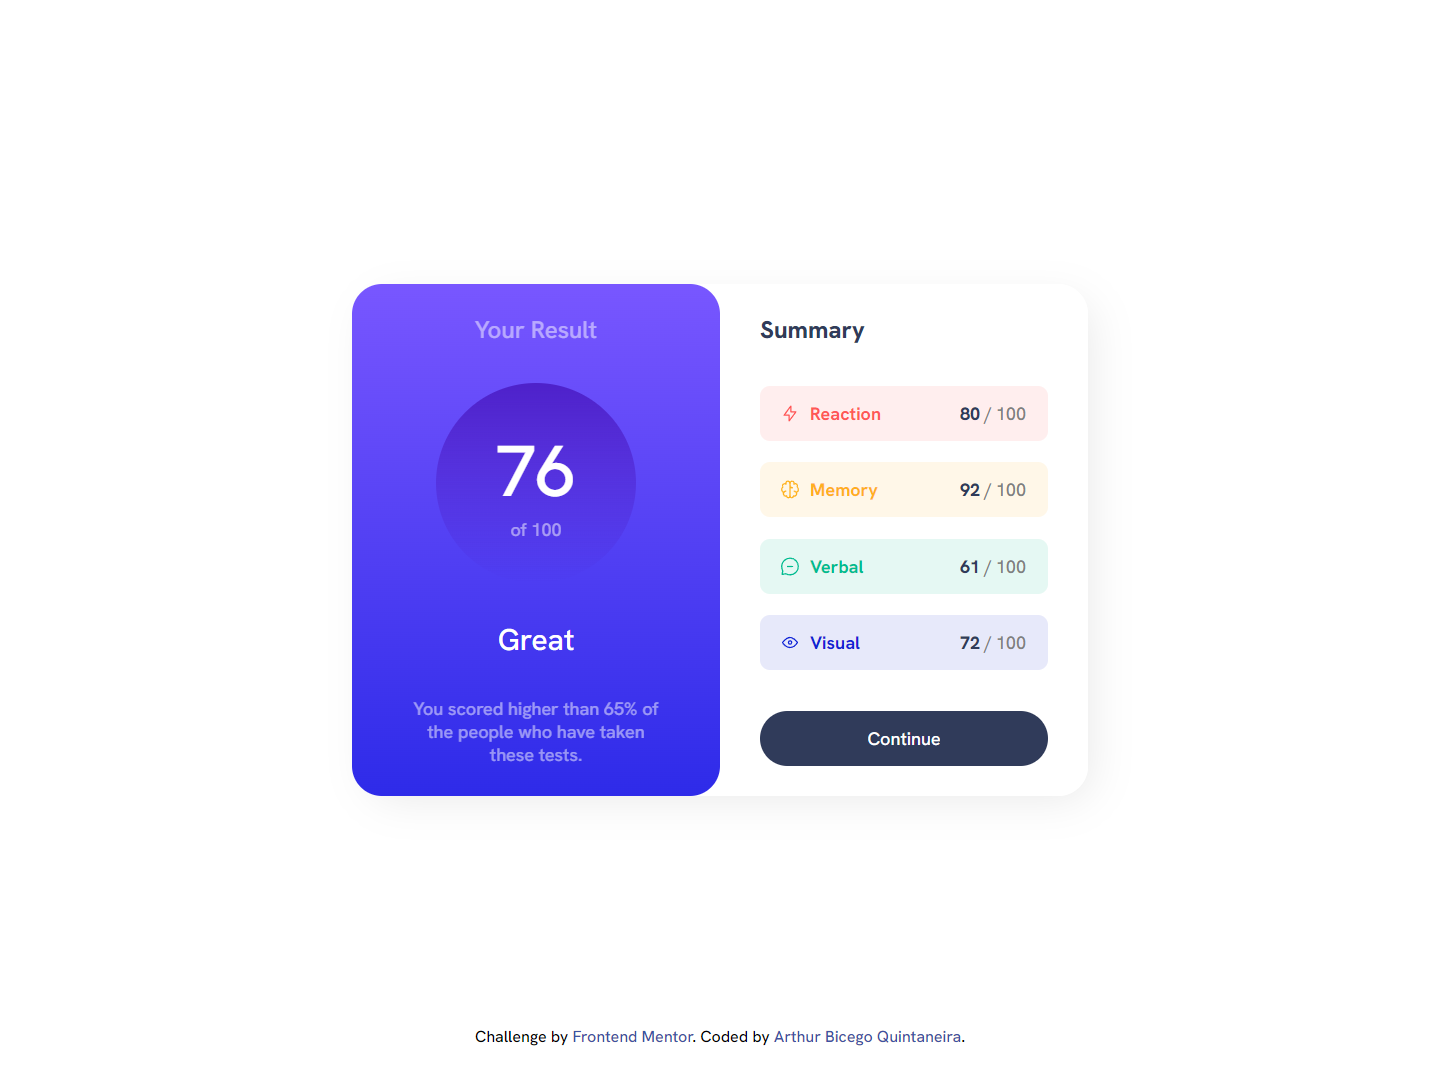 Your Result
76
of 100
Great
You scored higher than 65% of
the people who have taken
these tests.
Summary
Reaction 80 / 100
Memory 92 / 100
Verbal 61 / 100
Visual 72 / 100
Continue
Challenge by Frontend Mentor. Coded by Arthur Bicego Quintaneira.